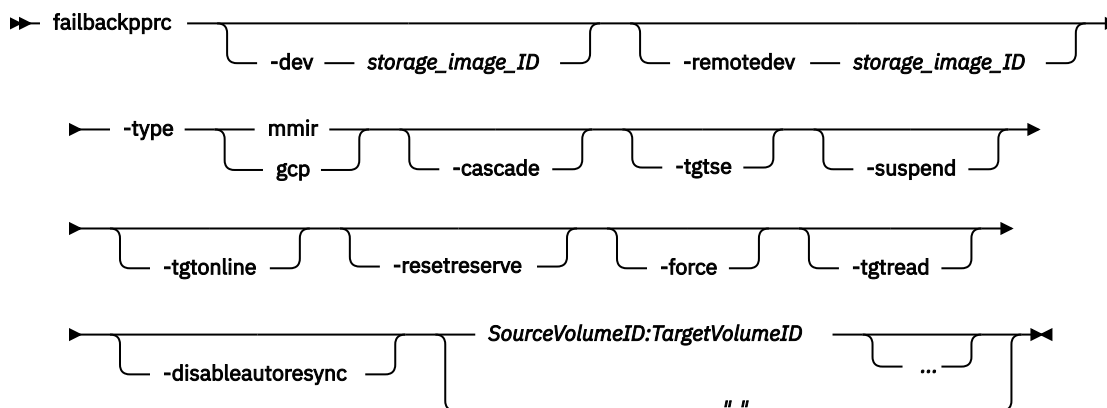 failbackpprc
-dev storage_image_ID -remotedev storage_image_ID
-type mmir
gcp -cascade -tgtse -suspend
-tgtonline -resetreserve -force -tgtread
SourceVolumeID:TargetVolumeID
-disableautoresync ...
" "